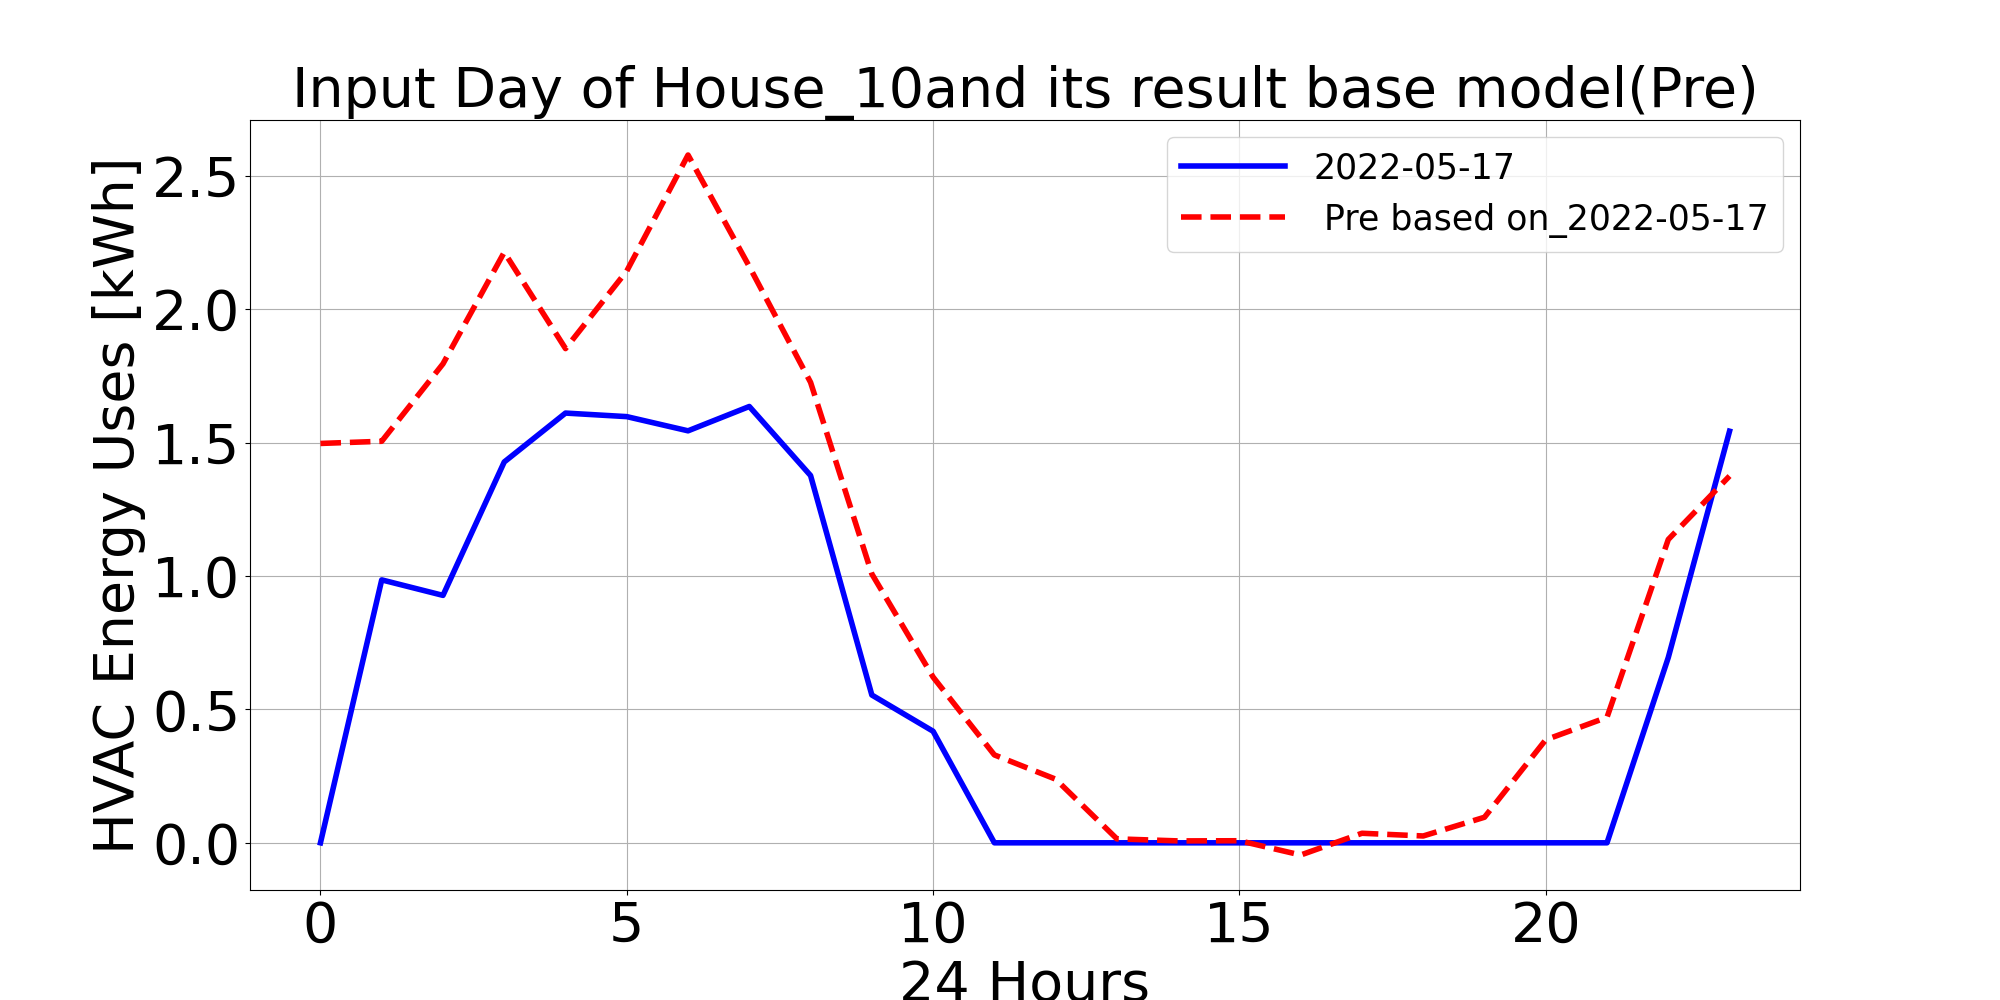 Input Day of House_10and its result base model(Pre)
HVAC Energy Uses [kWh]
2.5
2.0
1.5
1.0
0.5
0.0
2022-05-17
Pre based on_2022-05-17
0 5 10 15 20
24 Hours